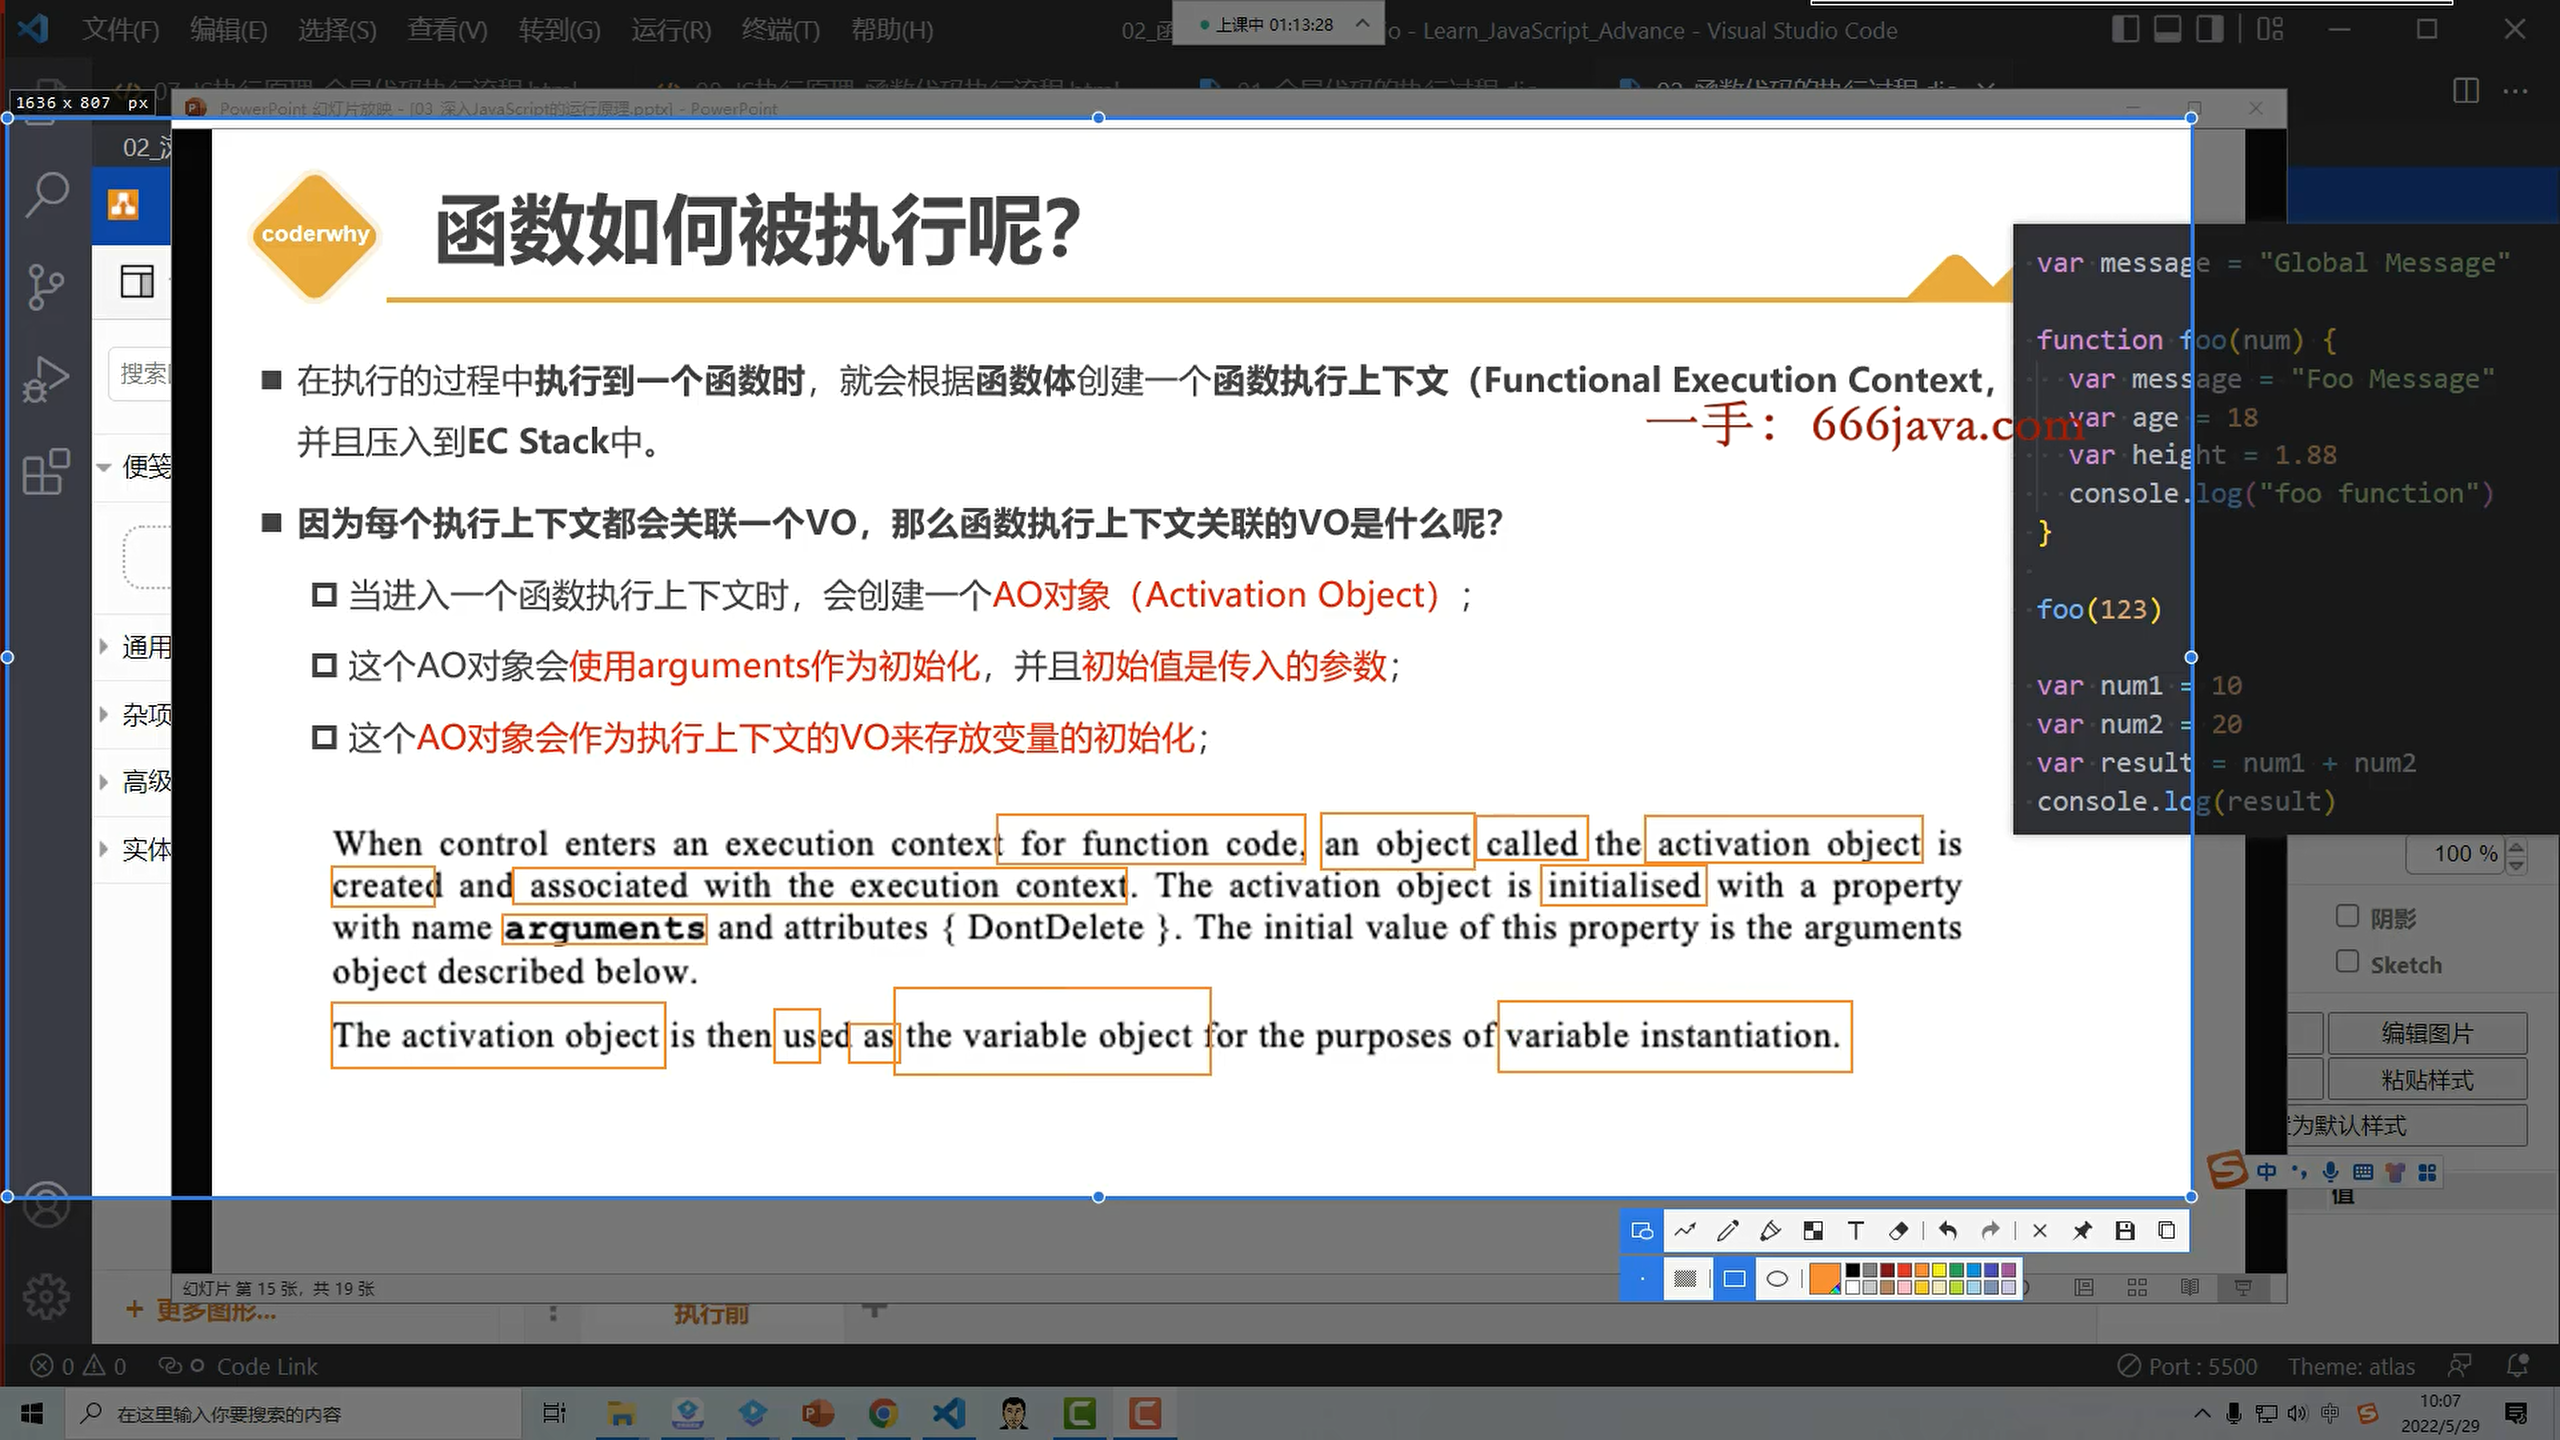 文件(F) 编辑(E) 选择(S) 查看(V) 转到(G) 运行(R) 终端(T) 帮助(H)
上课中 01:13:28
- Learn_JavaScript_Advance - Visual Studio Code
1636 x 807 px
PowerPoint 幻灯片放映 - [03_深入JavaScript的运行原理.pptx] - PowerPoint
coderwhy
函数如何被执行呢?
在执行的过程中执行到一个函数时，就会根据函数体创建一个函数执行上下文（Functional Execution Context,
并且压入到EC Stack中。
一手：666java.com
因为每个执行上下文都会关联一个VO，那么函数执行上下文关联的VO是什么呢?
当进入一个函数执行上下文时，会创建一个AO对象（Activation Object）;
这个AO对象会使用arguments作为初始化，并且初始值是传入的参数;
这个AO对象会作为执行上下文的VO来存放变量的初始化;
When control enters an execution context for function code, an object called the activation object is
created and associated with the execution context. The activation object is initialised with a property
with name arguments and attributes { DontDelete }. The initial value of this property is the arguments
object described below.
The activation object is then used as the variable object for the purposes of variable instantiation.
var message = "Global Message"
function foo(num) {
var message = "Foo Message"
var age = 18
var height = 1.88
console.log("foo function")
}
foo(123)
var num1 = 10
var num2 = 20
var result = num1 + num2
console.log(result)
搜索
便笺
通用
杂项
高级
实体
100 %
阴影
Sketch
编辑图片
粘贴样式
为默认样式
中
值
幻灯片 第 15 张，共 19 张
更多图形...
执行前
0 0 Code Link
Port : 5500 Theme: atlas
在这里输入你要搜索的内容
中
10:07
2022/5/29